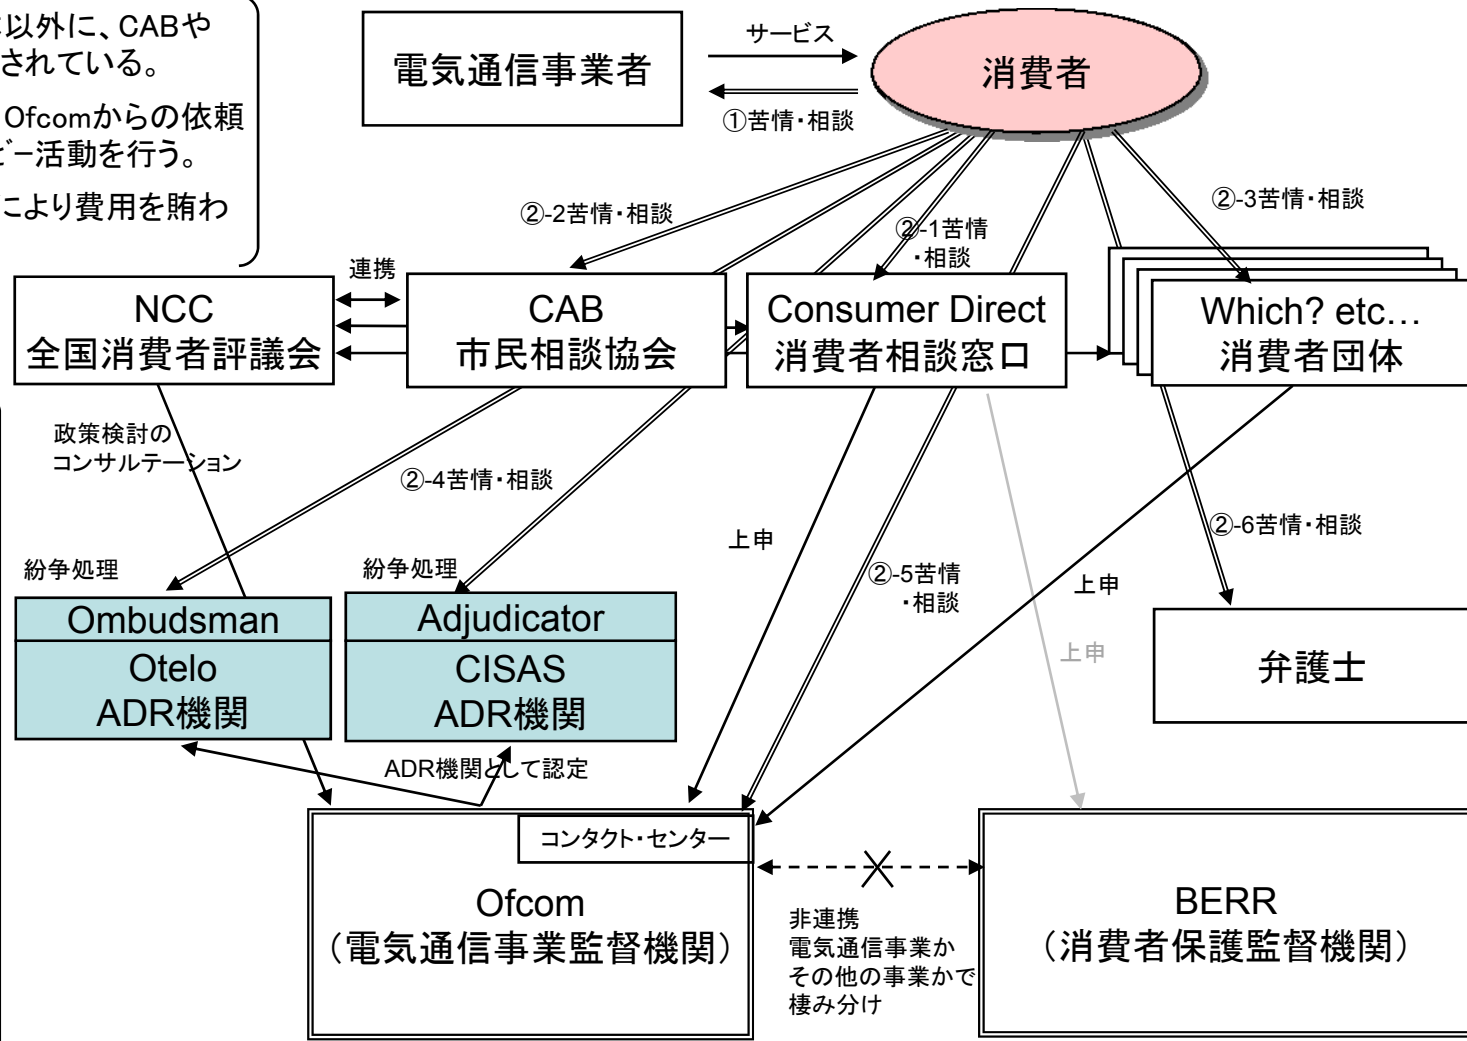 以外に、CABや
されている。
Ofcomからの依頼
ビー活動を行う。
により費用を賄わ
電気通信事業者
サービス
①苦情・相談
消費者
②-2苦情・相談
②-1苦情
・相談
②-3苦情・相談
連携
NCC
全国消費者評議会
CAB
市民相談協会
Consumer Direct
消費者相談窓口
Which? etc…
消費者団体
政策検討の
コンサルテーション
②-4苦情・相談
上申
②-5苦情
・相談
上申
上申
②-6苦情・相談
紛争処理
紛争処理
Ombudsman
Otelo
ADR機関
Adjudicator
CISAS
ADR機関
弁護士
ADR機関として認定
コンタクト・センター
Ofcom
（電気通信事業監督機関）
非連携
電気通信事業か
その他の事業かで
棲み分け
BERR
（消費者保護監督機関）